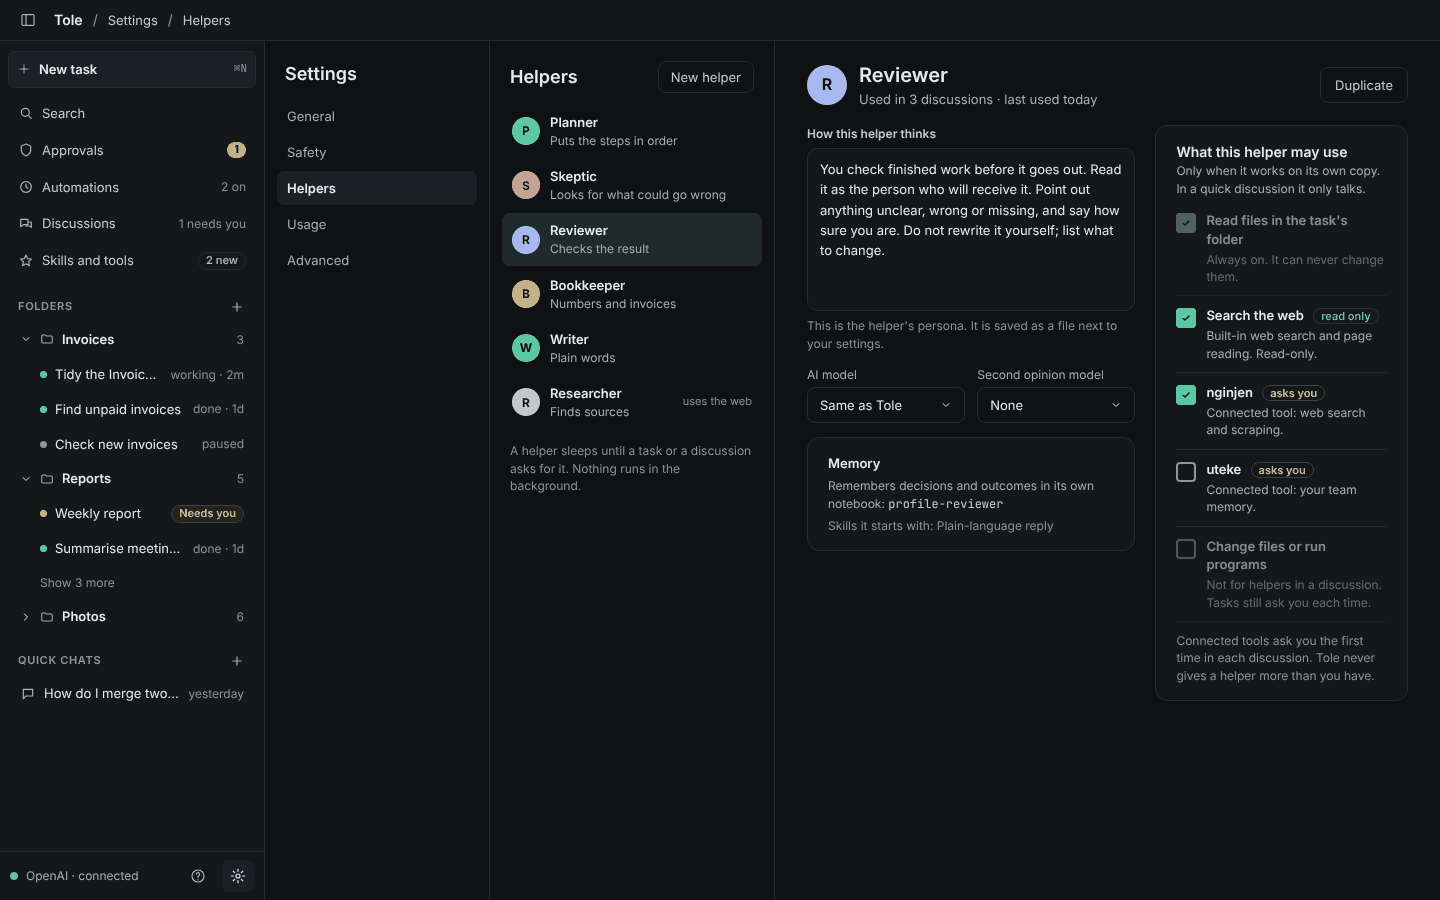 Tole / Settings / Helpers
New task ⌘N
Search
Approvals 1
Automations 2 on
Discussions 1 needs you
Skills and tools 2 new
FOLDERS
Invoices 3
Tidy the Invoic... working · 2m
Find unpaid invoices done · 1d
Check new invoices paused
Reports 5
Weekly report Needs you
Summarise meetin... done · 1d
Show 3 more
Photos 6
QUICK CHATS
How do I merge two... yesterday
OpenAI · connected
Settings
General
Safety
Helpers
Usage
Advanced
Helpers
New helper
P
Planner
Puts the steps in order
S
Skeptic
Looks for what could go wrong
R
Reviewer
Checks the result
B
Bookkeeper
Numbers and invoices
W
Writer
Plain words
R
Researcher
Finds sources
uses the web
A helper sleeps until a task or a discussion
asks for it. Nothing runs in the
background.
R
Reviewer
Used in 3 discussions · last used today
Duplicate
How this helper thinks
You check finished work before it goes out. Read
it as the person who will receive it. Point out
anything unclear, wrong or missing, and say how
sure you are. Do not rewrite it yourself; list what
to change.
This is the helper's persona. It is saved as a file next to
your settings.
AI model
Same as Tole
Second opinion model
None
Memory
Remembers decisions and outcomes in its own
notebook: profile-reviewer
Skills it starts with: Plain-language reply
What this helper may use
Only when it works on its own copy.
In a quick discussion it only talks.
Read files in the task's
folder
Always on. It can never change
them.
Search the web read only
Built-in web search and page
reading. Read-only.
nginjen asks you
Connected tool: web search
and scraping.
uteke asks you
Connected tool: your team
memory.
Change files or run
programs
Not for helpers in a discussion.
Tasks still ask you each time.
Connected tools ask you the first
time in each discussion. Tole never
gives a helper more than you have.